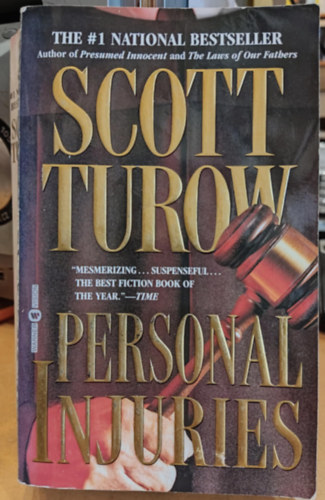 THE #1 NATIONAL BESTSELLER
Author of Presumed Innocent and The Laws of Our Fathers
SCOTT
TUROW
"MESMERIZING . . . SUSPENSEFUL . . .
THE BEST FICTION BOOK OF
THE YEAR."—TIME
PERSONAL
INJURIES